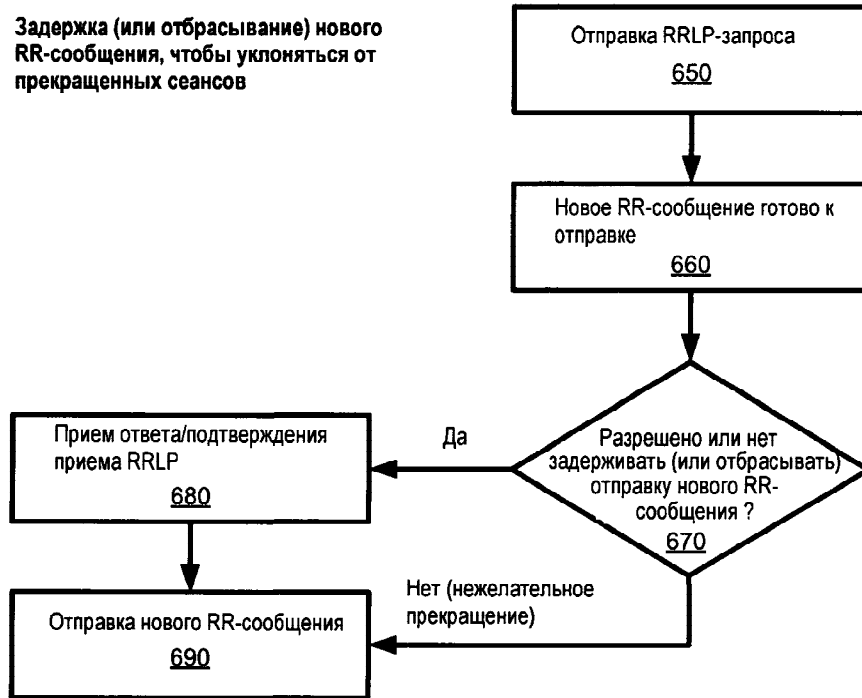 Задержка (или отбрасывание) нового
RR-сообщения, чтобы уклоняться от
прекращенных сеансов
Отправка RRLP-запроса
650
Новое RR-сообщение готово к
отправке
660
Разрешено или нет
задерживать (или отбрасывать)
отправку нового RR-
сообщения ?
670
Да
Прием ответа/подтверждения
приема RRLP
680
Нет (нежелательное
прекращение)
Отправка нового RR-сообщения
690